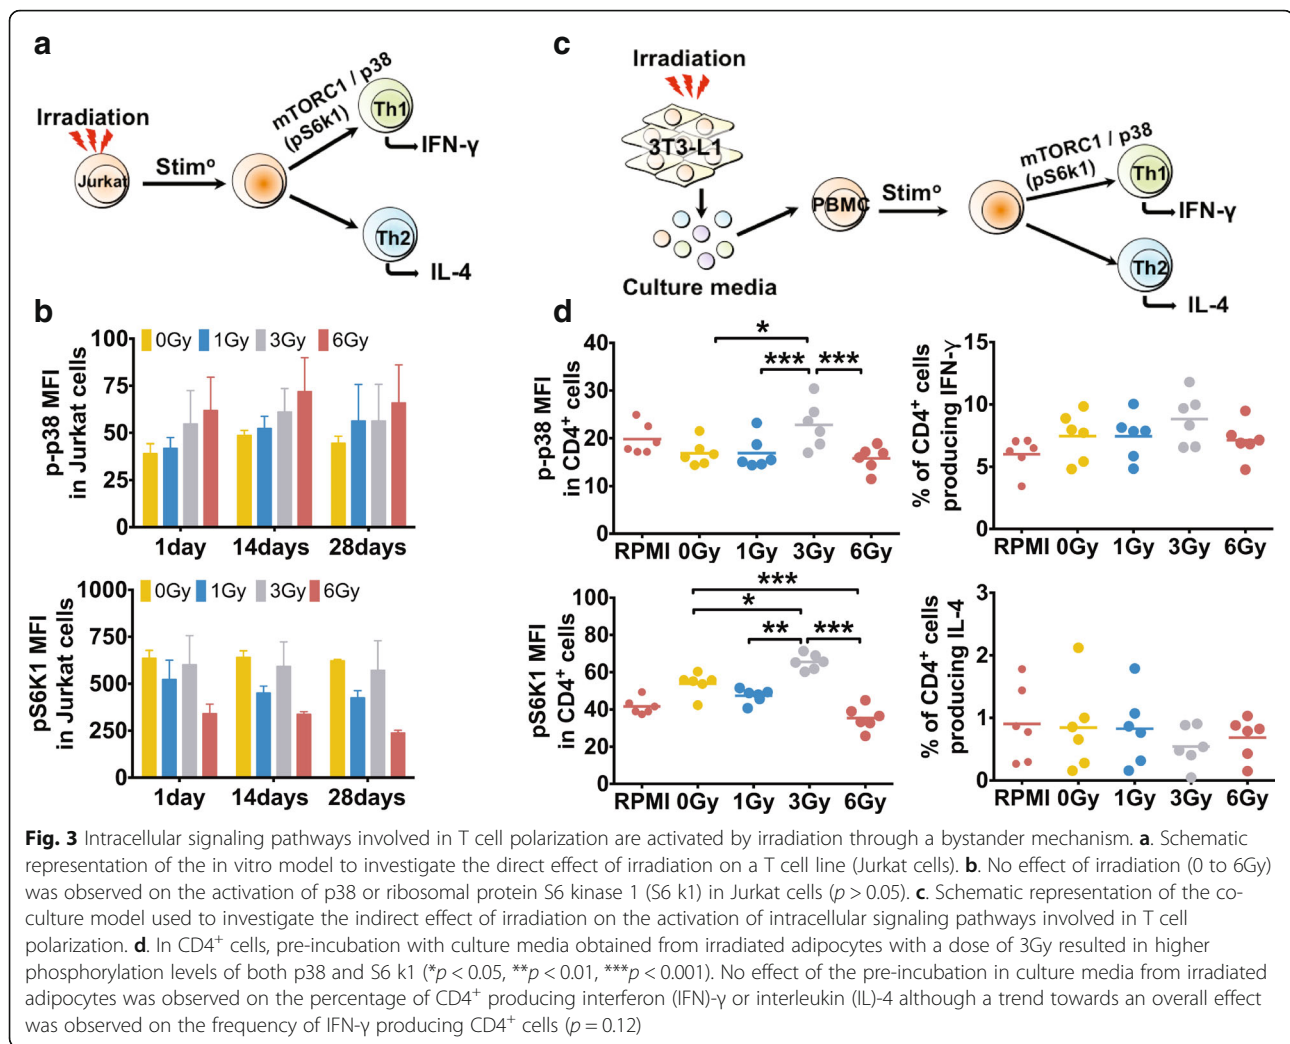 a
Irradiation
Jurkat
Stimº
mTORC1 / p38
(pS6k1)
Th1
IFN-γ
Th2
IL-4
c
Irradiation
3T3-L1
Culture media
PBMC
Stimº
mTORC1 / p38
(pS6k1)
Th1
IFN-γ
Th2
IL-4
b
p-p38 MFI
in Jurkat cells
100
75
50
25
0
0Gy 1Gy 3Gy 6Gy
1day 14days 28days
pS6K1 MFI
in Jurkat cells
1000
750
500
250
0
0Gy 1Gy 3Gy 6Gy
1day 14days 28days
d
p-p38 MFI
in CD4+ cells
40
30
20
10
0
*
*** ***
RPMI 0Gy 1Gy 3Gy 6Gy
% of CD4+ cells
producing IFN-γ
15
10
5
0
RPMI 0Gy 1Gy 3Gy 6Gy
pS6K1 MFI
in CD4+ cells
100
80
60
40
20
0
***
*
** ***
RPMI 0Gy 1Gy 3Gy 6Gy
% of CD4+ cells
producing IL-4
3
2
1
0
RPMI 0Gy 1Gy 3Gy 6Gy
Fig. 3 Intracellular signaling pathways involved in T cell polarization are activated by irradiation through a bystander mechanism. a. Schematic
representation of the in vitro model to investigate the direct effect of irradiation on a T cell line (Jurkat cells). b. No effect of irradiation (0 to 6Gy)
was observed on the activation of p38 or ribosomal protein S6 kinase 1 (S6 k1) in Jurkat cells (p > 0.05). c. Schematic representation of the co-
culture model used to investigate the indirect effect of irradiation on the activation of intracellular signaling pathways involved in T cell
polarization. d. In CD4+ cells, pre-incubation with culture media obtained from irradiated adipocytes with a dose of 3Gy resulted in higher
phosphorylation levels of both p38 and S6 k1 (*p < 0.05, **p < 0.01, ***p < 0.001). No effect of the pre-incubation in culture media from irradiated
adipocytes was observed on the percentage of CD4+ producing interferon (IFN)-γ or interleukin (IL)-4 although a trend towards an overall effect
was observed on the frequency of IFN-γ producing CD4+ cells (p = 0.12)